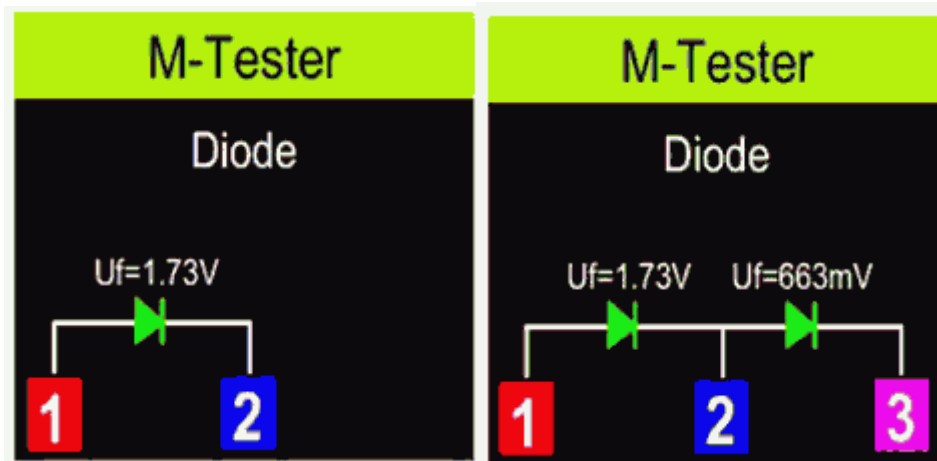 M-Tester
Diode
Uf=1.73V
1 2
M-Tester
Diode
Uf=1.73V Uf=663mV
1 2 3